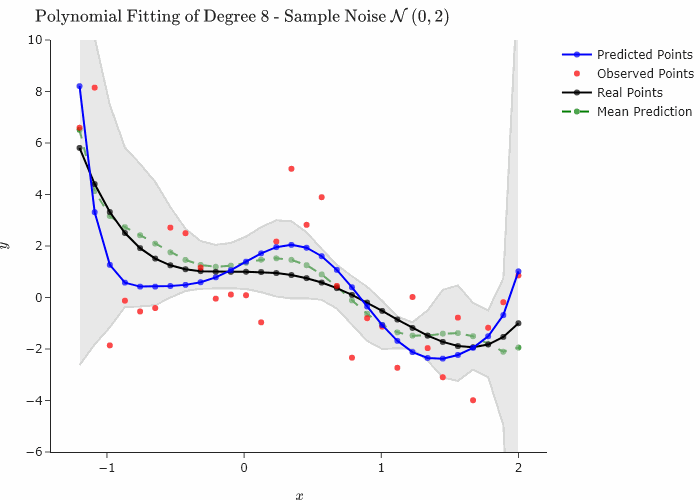 Polynomial Fitting of Degree 8 - Sample Noise 𝒩 (0, 2)
10
8
6
4
2
0
−2
−4
−6
y
−1
0
1
2
x
Predicted Points
Observed Points
Real Points
Mean Prediction